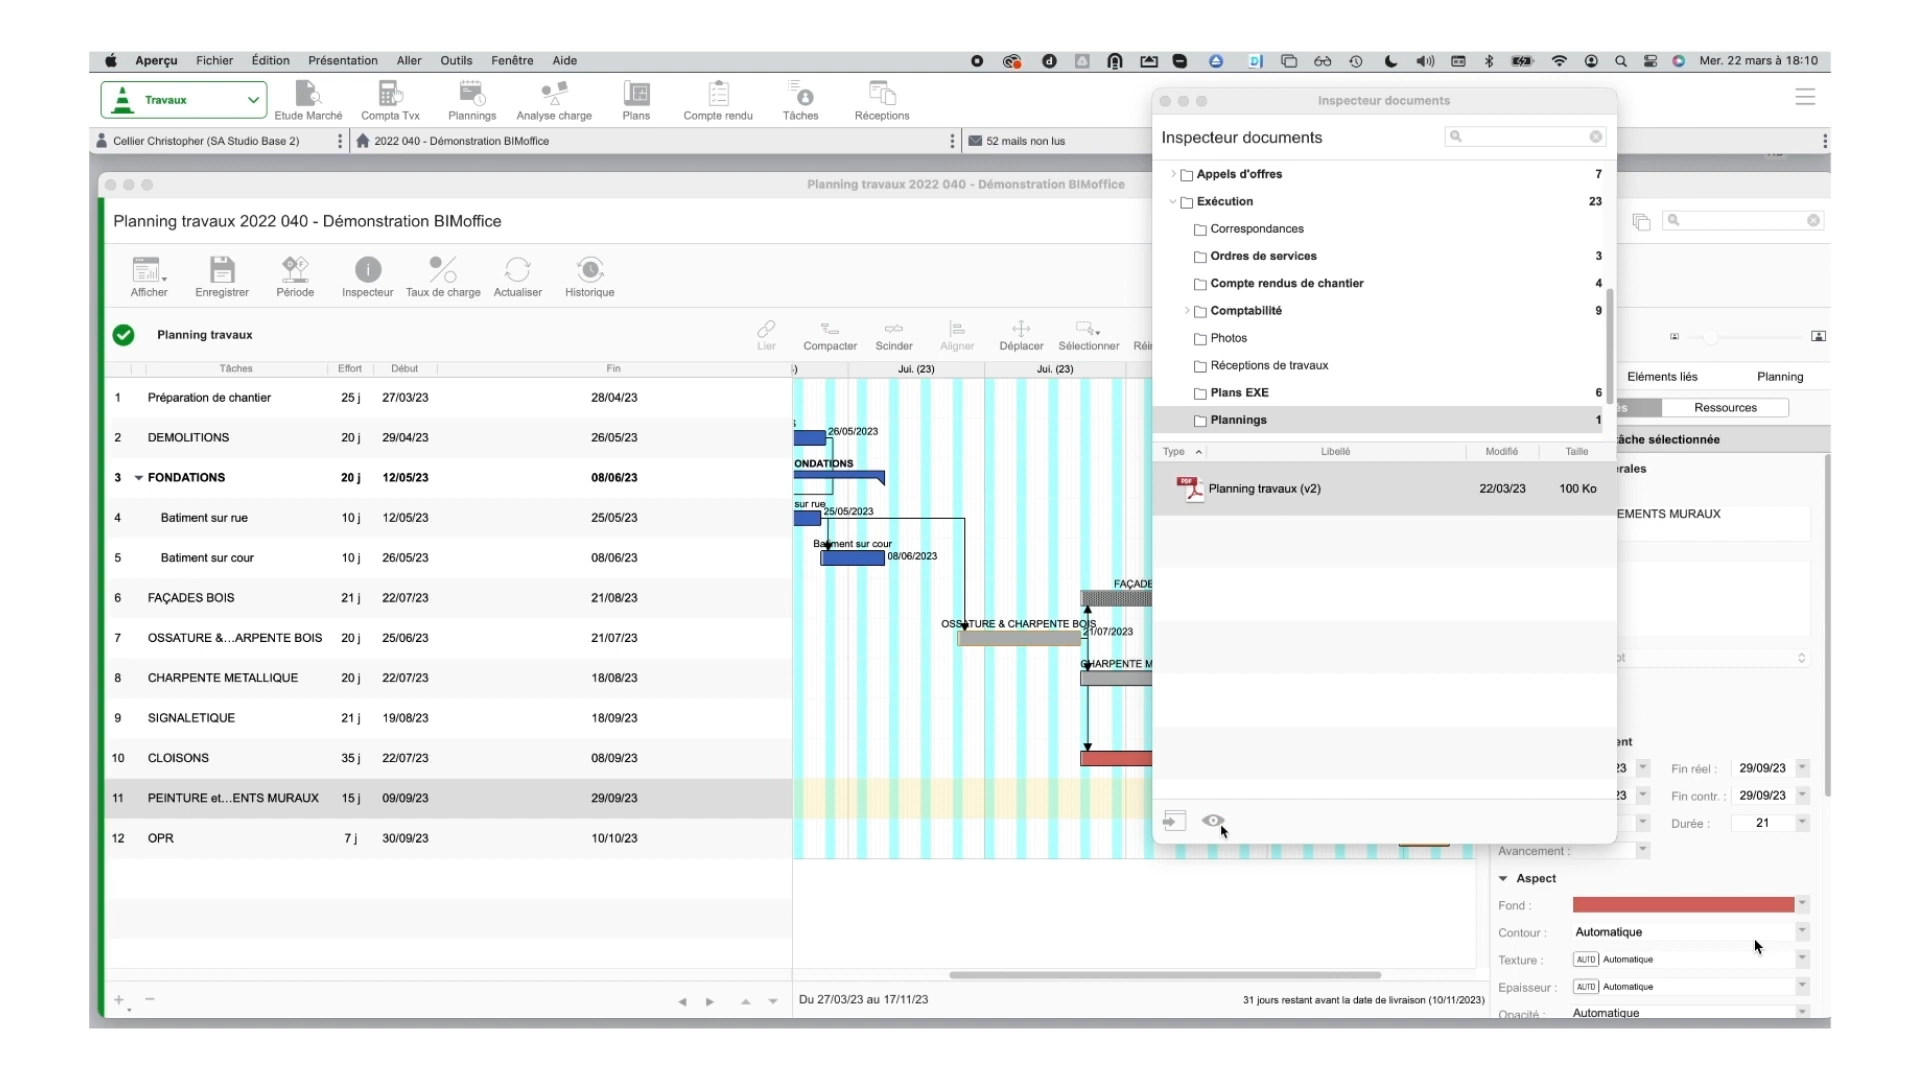 Aperçu Fichier Édition Présentation Aller Outils Fenêtre Aide Mer. 22 mars à 18:10
Travaux
Etude Marché Compta Tvx Plannings Analyse charge Plans Compte rendu Tâches Réceptions
Cellier Christopher (SA Studio Base 2) 2022 040 - Démonstration BIMoffice 52 mails non lus
Planning travaux 2022 040 - Démonstration BIMoffice
Planning travaux 2022 040 - Démonstration BIMoffice
Afficher Enregistrer Période Inspecteur Taux de charge Actualiser Historique
Planning travaux
Lier Compacter Scinder Aligner Déplacer Sélectionner Réi
Tâches Effort Début Fin
1 Préparation de chantier 25 j 27/03/23 28/04/23
2 DEMOLITIONS 20 j 29/04/23 26/05/23
3 FONDATIONS 20 j 12/05/23 08/06/23
4 Batiment sur rue 10 j 12/05/23 25/05/23
5 Batiment sur cour 10 j 26/05/23 08/06/23
6 FAÇADES BOIS 21 j 22/07/23 21/08/23
7 OSSATURE &...ARPENTE BOIS 20 j 25/06/23 21/07/23
8 CHARPENTE METALLIQUE 20 j 22/07/23 18/08/23
9 SIGNALETIQUE 21 j 19/08/23 18/09/23
10 CLOISONS 35 j 22/07/23 08/09/23
11 PEINTURE et...ENTS MURAUX 15 j 09/09/23 29/09/23
12 OPR 7 j 30/09/23 10/10/23
Jui. (23) Jui. (23)
26/05/2023
ONDATIONS
sur rue
25/05/2023
Batiment sur cour
08/06/2023
FAÇADE
OSSATURE & CHARPENTE BOIS
21/07/2023
CHARPENTE M
Du 27/03/23 au 17/11/23
31 jours restant avant la date de livraison (10/11/2023)
Inspecteur documents
Inspecteur documents
Appels d'offres 7
Exécution 23
Correspondances
Ordres de services 3
Compte rendus de chantier 4
Comptabilité 9
Photos
Réceptions de travaux
Plans EXE 6
Plannings 1
Type Libellé Modifié Taille
PDF Planning travaux (v2) 22/03/23 100 Ko
Eléments liés Planning
es Ressources
âche sélectionnée
erales
EMENTS MURAUX
ot
ent
23 Fin réel : 29/09/23
23 Fin contr. : 29/09/23
Durée : 21
Avancement :
Aspect
Fond :
Contour : Automatique
Texture : AUTO Automatique
Epaisseur : AUTO Automatique
Opacité : Automatique